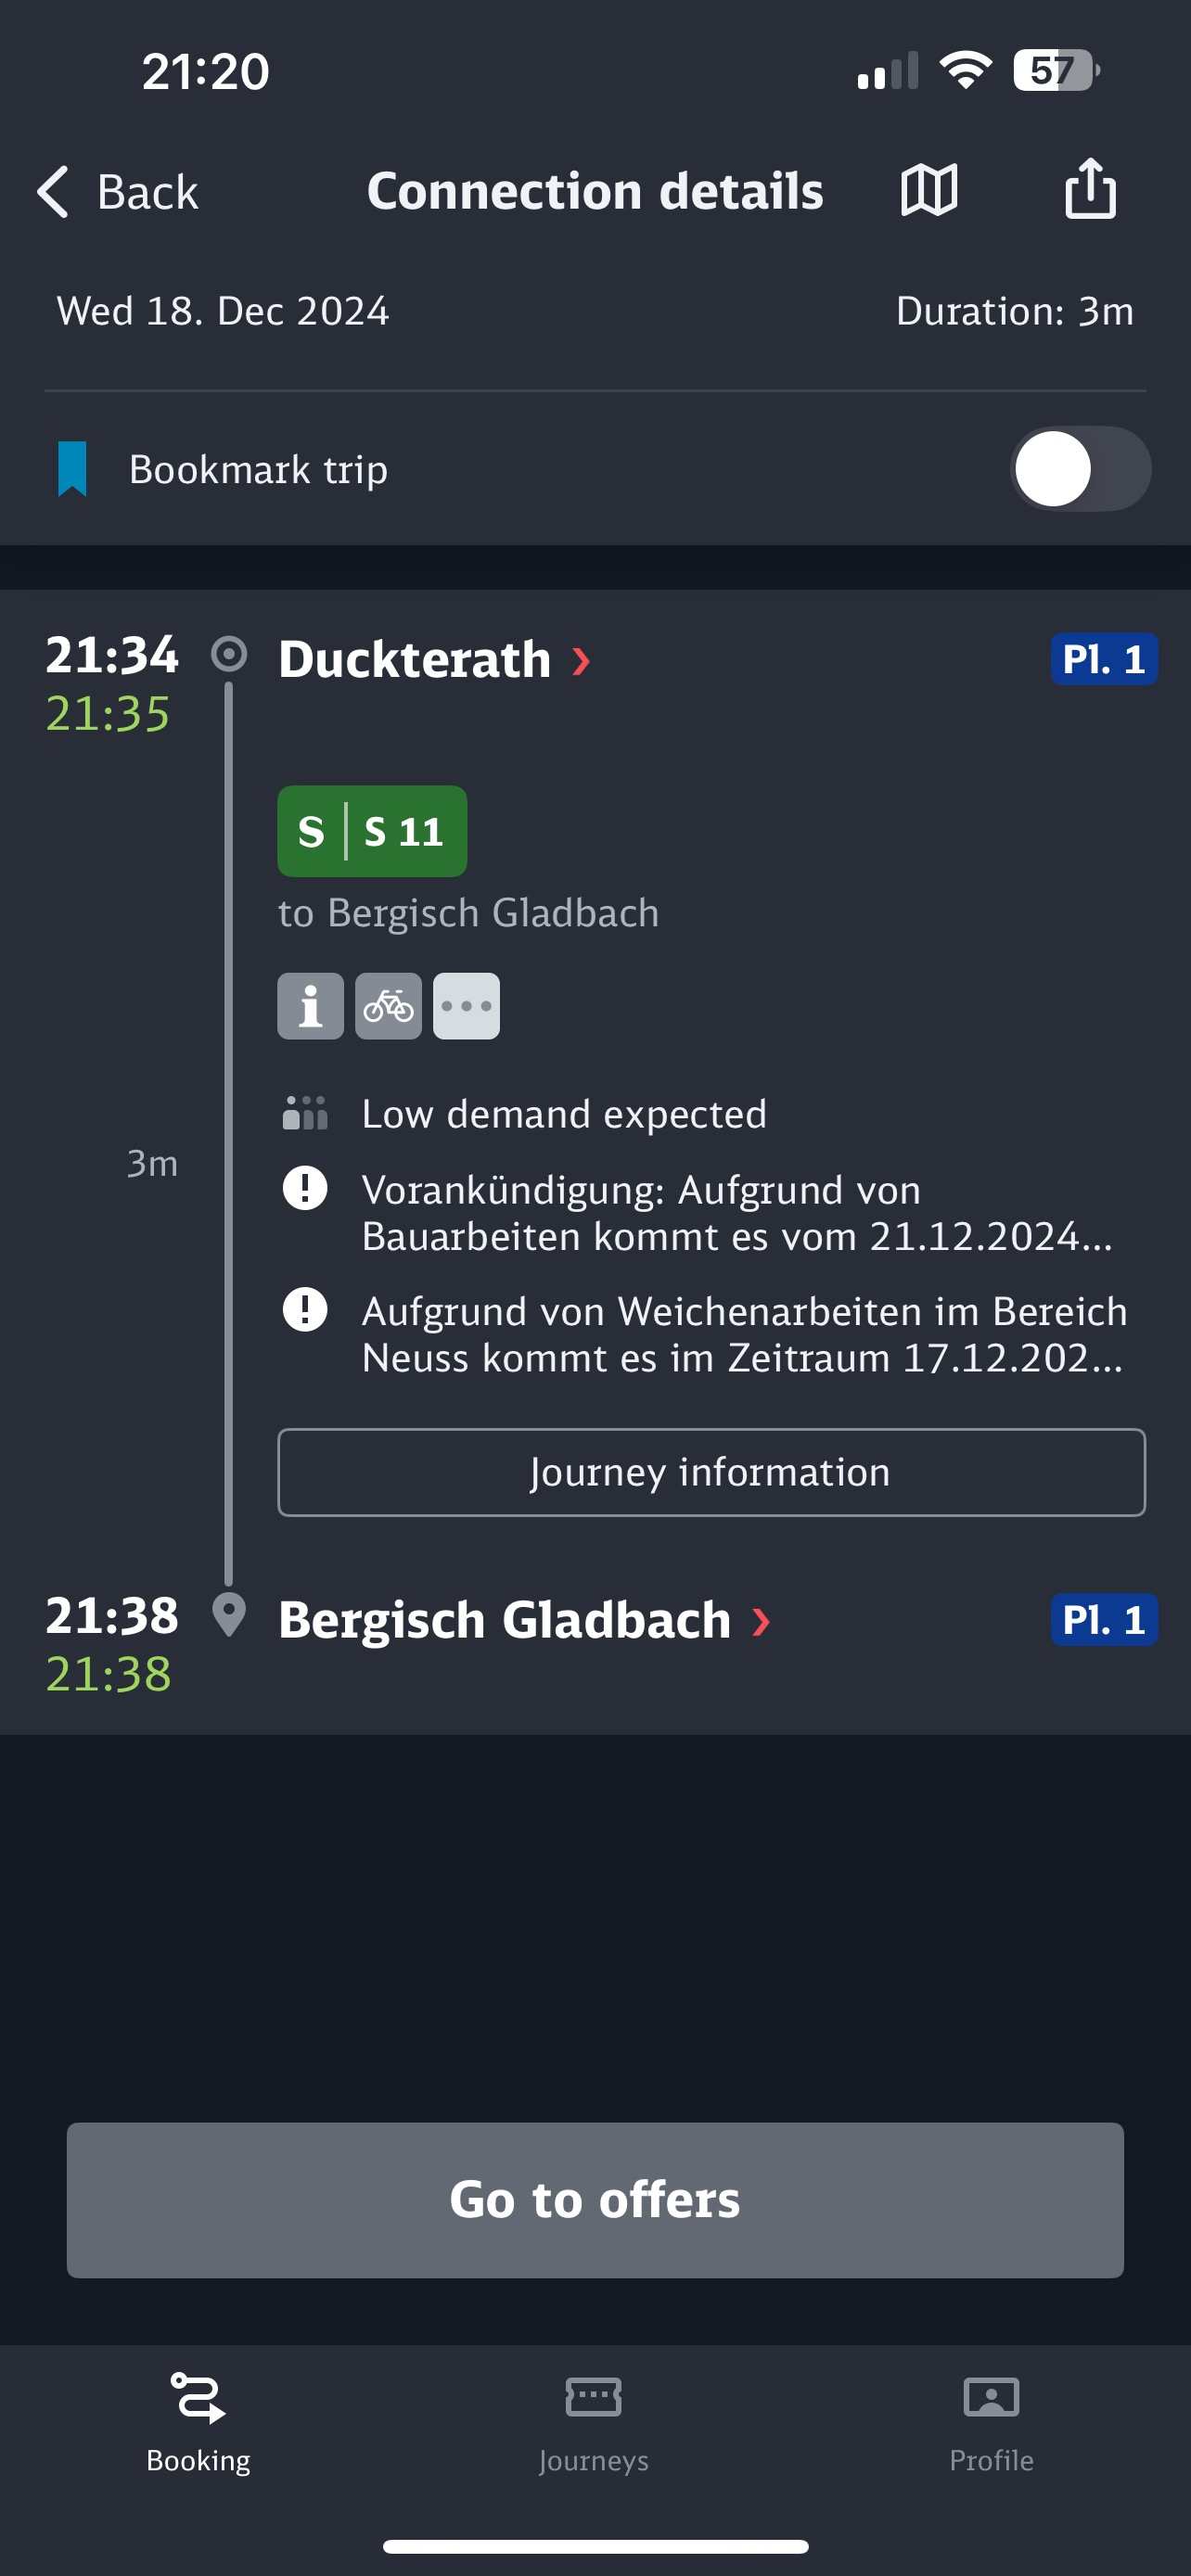 21:20
57
Back
Connection details
Wed 18. Dec 2024
Duration: 3m
Bookmark trip
21:34
Duckterath
Pl. 1
21:35
S
S 11
to Bergisch Gladbach
Low demand expected
3m
Vorankündigung: Aufgrund von
Bauarbeiten kommt es vom 21.12.2024...
Aufgrund von Weichenarbeiten im Bereich
Neuss kommt es im Zeitraum 17.12.202...
Journey information
21:38
Bergisch Gladbach
Pl. 1
21:38
Go to offers
Booking
Journeys
Profile